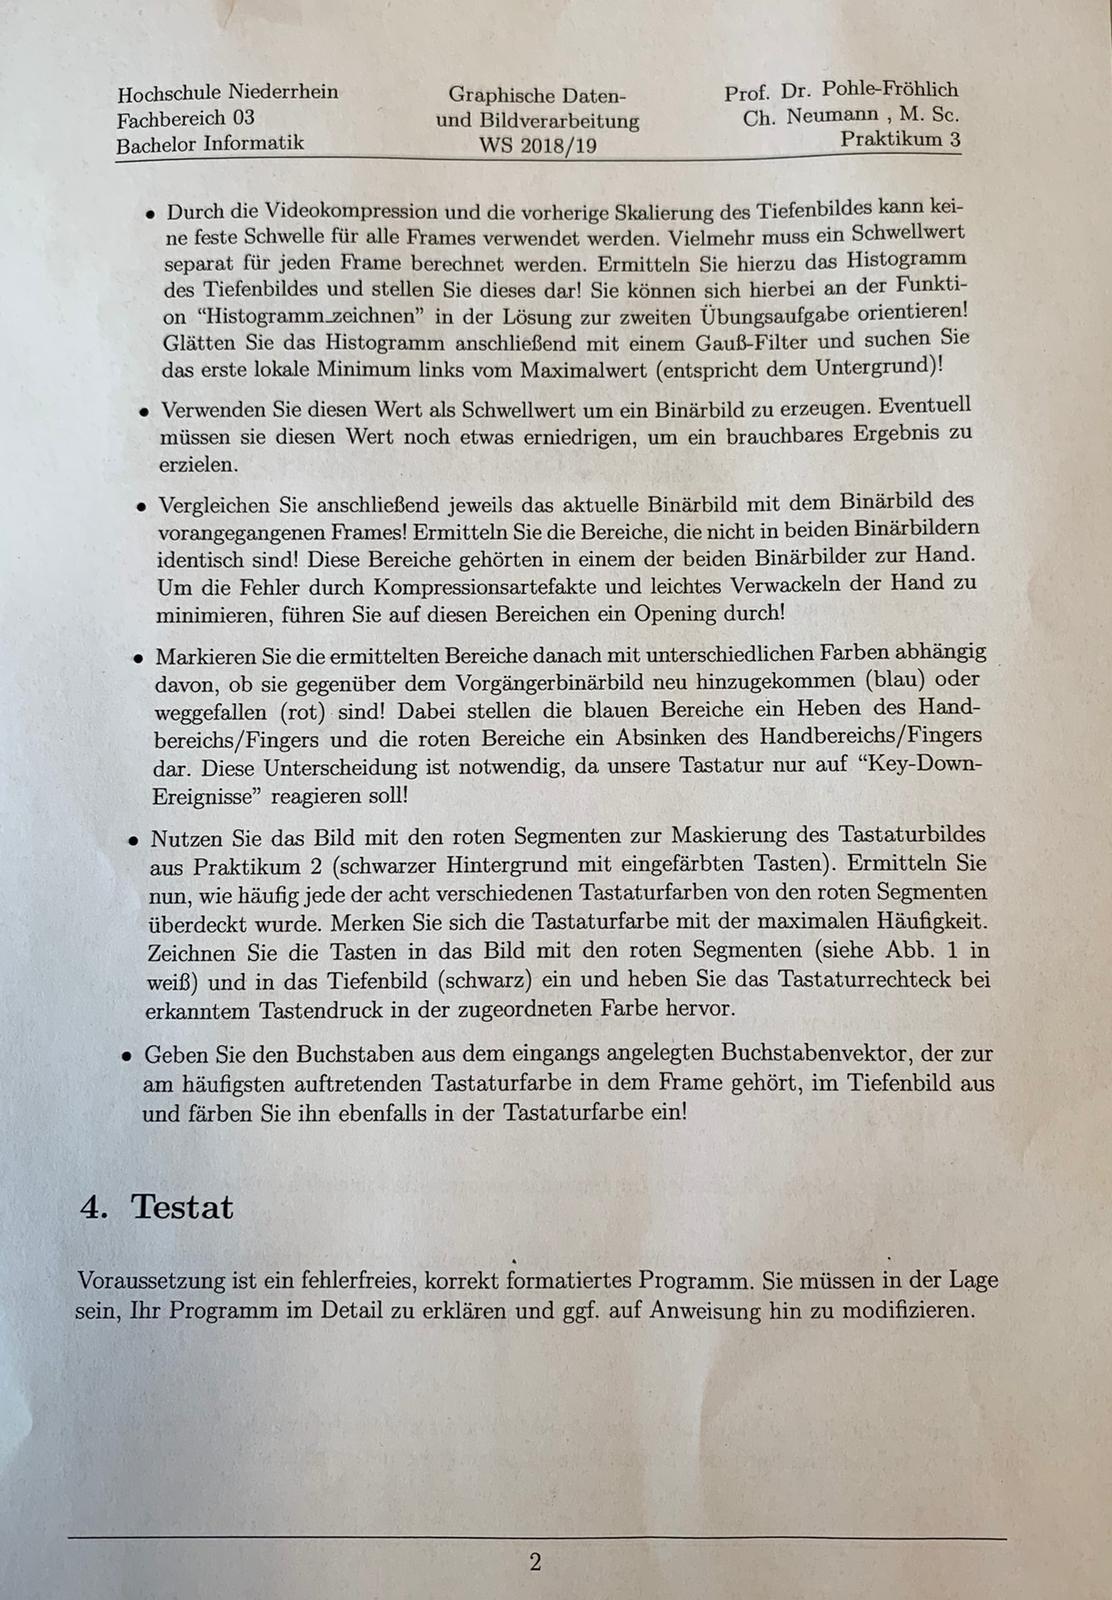 Hochschule Niederrhein
Fachbereich 03
Bachelor Informatik
Graphische Daten-
und Bildverarbeitung
WS 2018/19
Prof. Dr. Pohle-Fröhlich
Ch. Neumann , M. Sc.
Praktikum 3
• Durch die Videokompression und die vorherige Skalierung des Tiefenbildes kann kei-
ne feste Schwelle für alle Frames verwendet werden. Vielmehr muss ein Schwellwert
separat für jeden Frame berechnet werden. Ermitteln Sie hierzu das Histogramm
des Tiefenbildes und stellen Sie dieses dar! Sie können sich hierbei an der Funkti-
on “Histogramm_zeichnen” in der Lösung zur zweiten Übungsaufgabe orientieren!
Glätten Sie das Histogramm anschließend mit einem Gauß-Filter und suchen Sie
das erste lokale Minimum links vom Maximalwert (entspricht dem Untergrund)!
• Verwenden Sie diesen Wert als Schwellwert um ein Binärbild zu erzeugen. Eventuell
müssen sie diesen Wert noch etwas erniedrigen, um ein brauchbares Ergebnis zu
erzielen.
• Vergleichen Sie anschließend jeweils das aktuelle Binärbild mit dem Binärbild des
vorangegangenen Frames! Ermitteln Sie die Bereiche, die nicht in beiden Binärbildern
identisch sind! Diese Bereiche gehörten in einem der beiden Binärbilder zur Hand.
Um die Fehler durch Kompressionsartefakte und leichtes Verwackeln der Hand zu
minimieren, führen Sie auf diesen Bereichen ein Opening durch!
• Markieren Sie die ermittelten Bereiche danach mit unterschiedlichen Farben abhängig
davon, ob sie gegenüber dem Vorgängerbinärbild neu hinzugekommen (blau) oder
weggefallen (rot) sind! Dabei stellen die blauen Bereiche ein Heben des Hand-
bereichs/Fingers und die roten Bereiche ein Absinken des Handbereichs/Fingers
dar. Diese Unterscheidung ist notwendig, da unsere Tastatur nur auf “Key-Down-
Ereignisse” reagieren soll!
• Nutzen Sie das Bild mit den roten Segmenten zur Maskierung des Tastaturbildes
aus Praktikum 2 (schwarzer Hintergrund mit eingefärbten Tasten). Ermitteln Sie
nun, wie häufig jede der acht verschiedenen Tastaturfarben von den roten Segmenten
überdeckt wurde. Merken Sie sich die Tastaturfarbe mit der maximalen Häufigkeit.
Zeichnen Sie die Tasten in das Bild mit den roten Segmenten (siehe Abb. 1 in
weiß) und in das Tiefenbild (schwarz) ein und heben Sie das Tastaturrechteck bei
erkanntem Tastendruck in der zugeordneten Farbe hervor.
• Geben Sie den Buchstaben aus dem eingangs angelegten Buchstabenvektor, der zur
am häufigsten auftretenden Tastaturfarbe in dem Frame gehört, im Tiefenbild aus
und färben Sie ihn ebenfalls in der Tastaturfarbe ein!
4. Testat
Voraussetzung ist ein fehlerfreies, korrekt formatiertes Programm. Sie müssen in der Lage
sein, Ihr Programm im Detail zu erklären und ggf. auf Anweisung hin zu modifizieren.
2